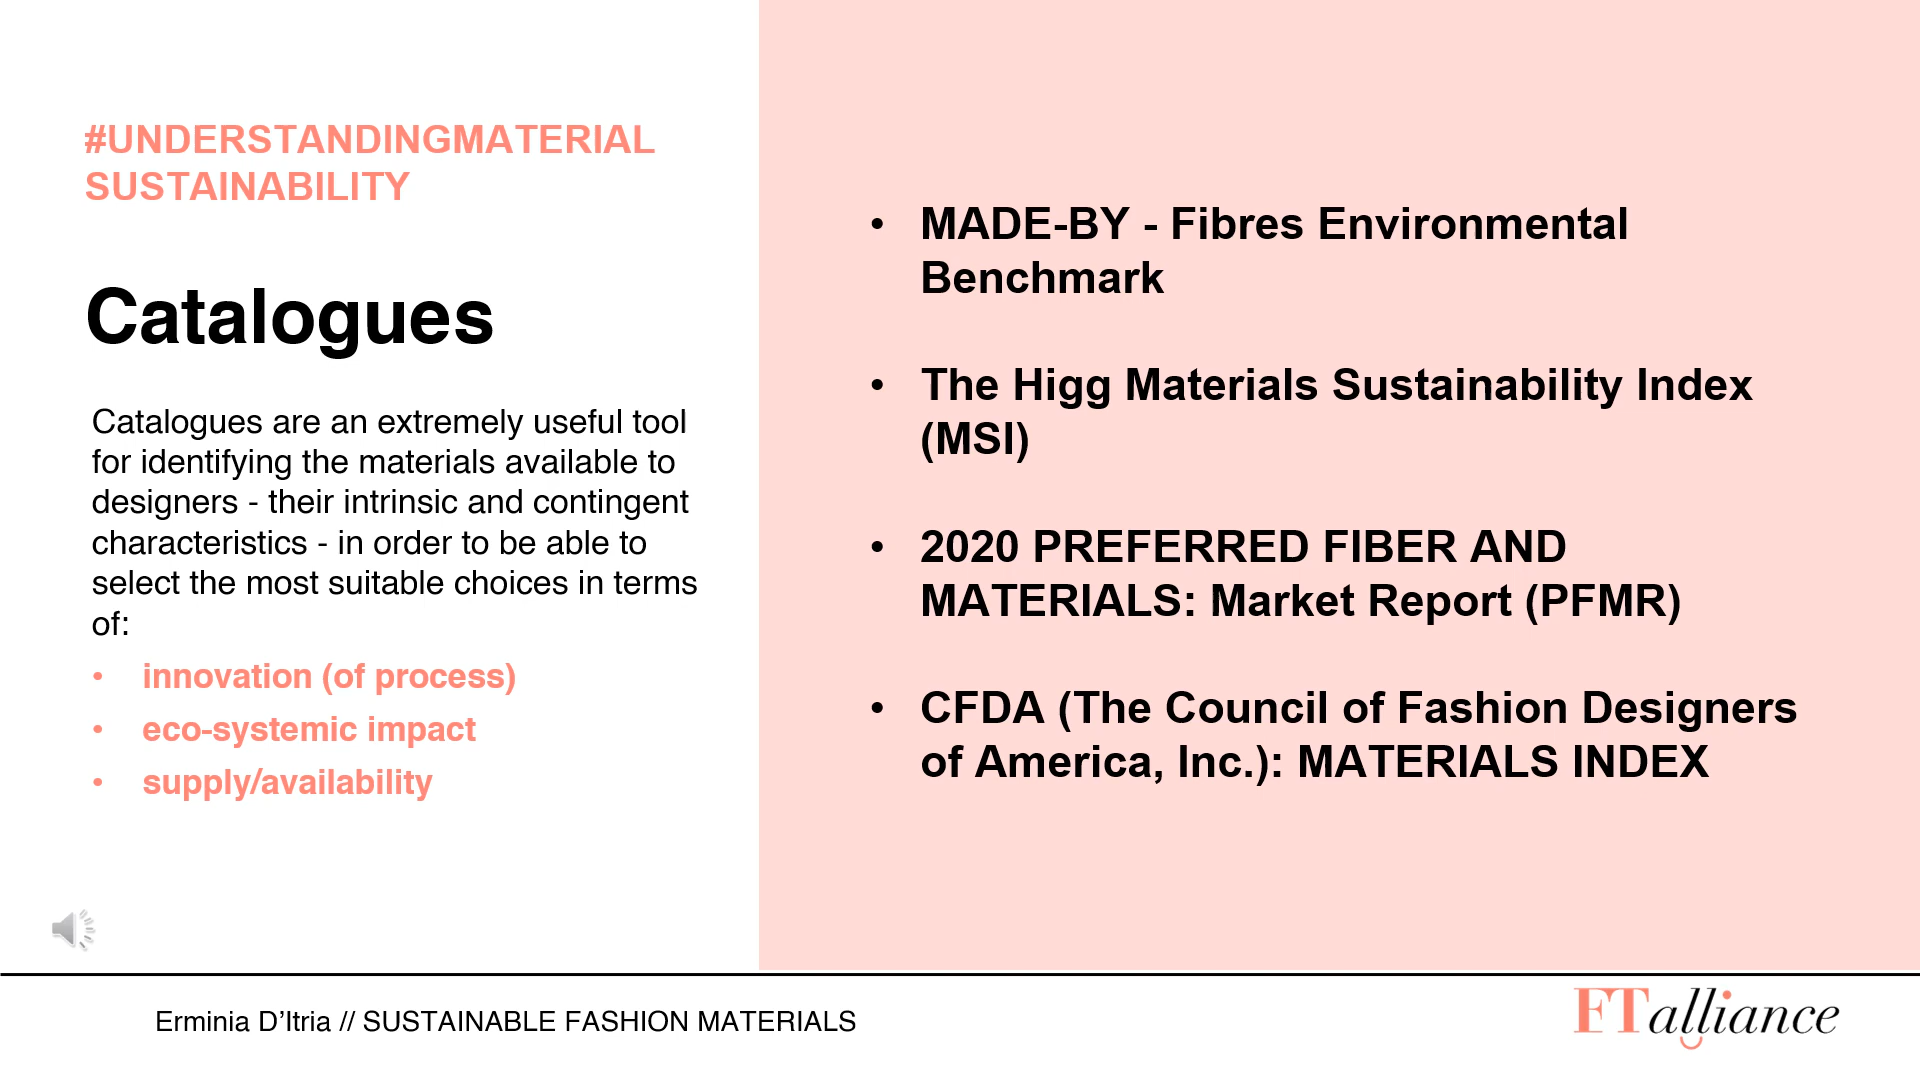 #UNDERSTANDINGMATERIAL
SUSTAINABILITY
Catalogues
Catalogues are an extremely useful tool
for identifying the materials available to
designers - their intrinsic and contingent
characteristics - in order to be able to
select the most suitable choices in terms
of:
• innovation (of process)
• eco-systemic impact
• supply/availability
• MADE-BY - Fibres Environmental
Benchmark
• The Higg Materials Sustainability Index
(MSI)
• 2020 PREFERRED FIBER AND
MATERIALS: Market Report (PFMR)
• CFDA (The Council of Fashion Designers
of America, Inc.): MATERIALS INDEX
Erminia D’Itria // SUSTAINABLE FASHION MATERIALS
FTalliance